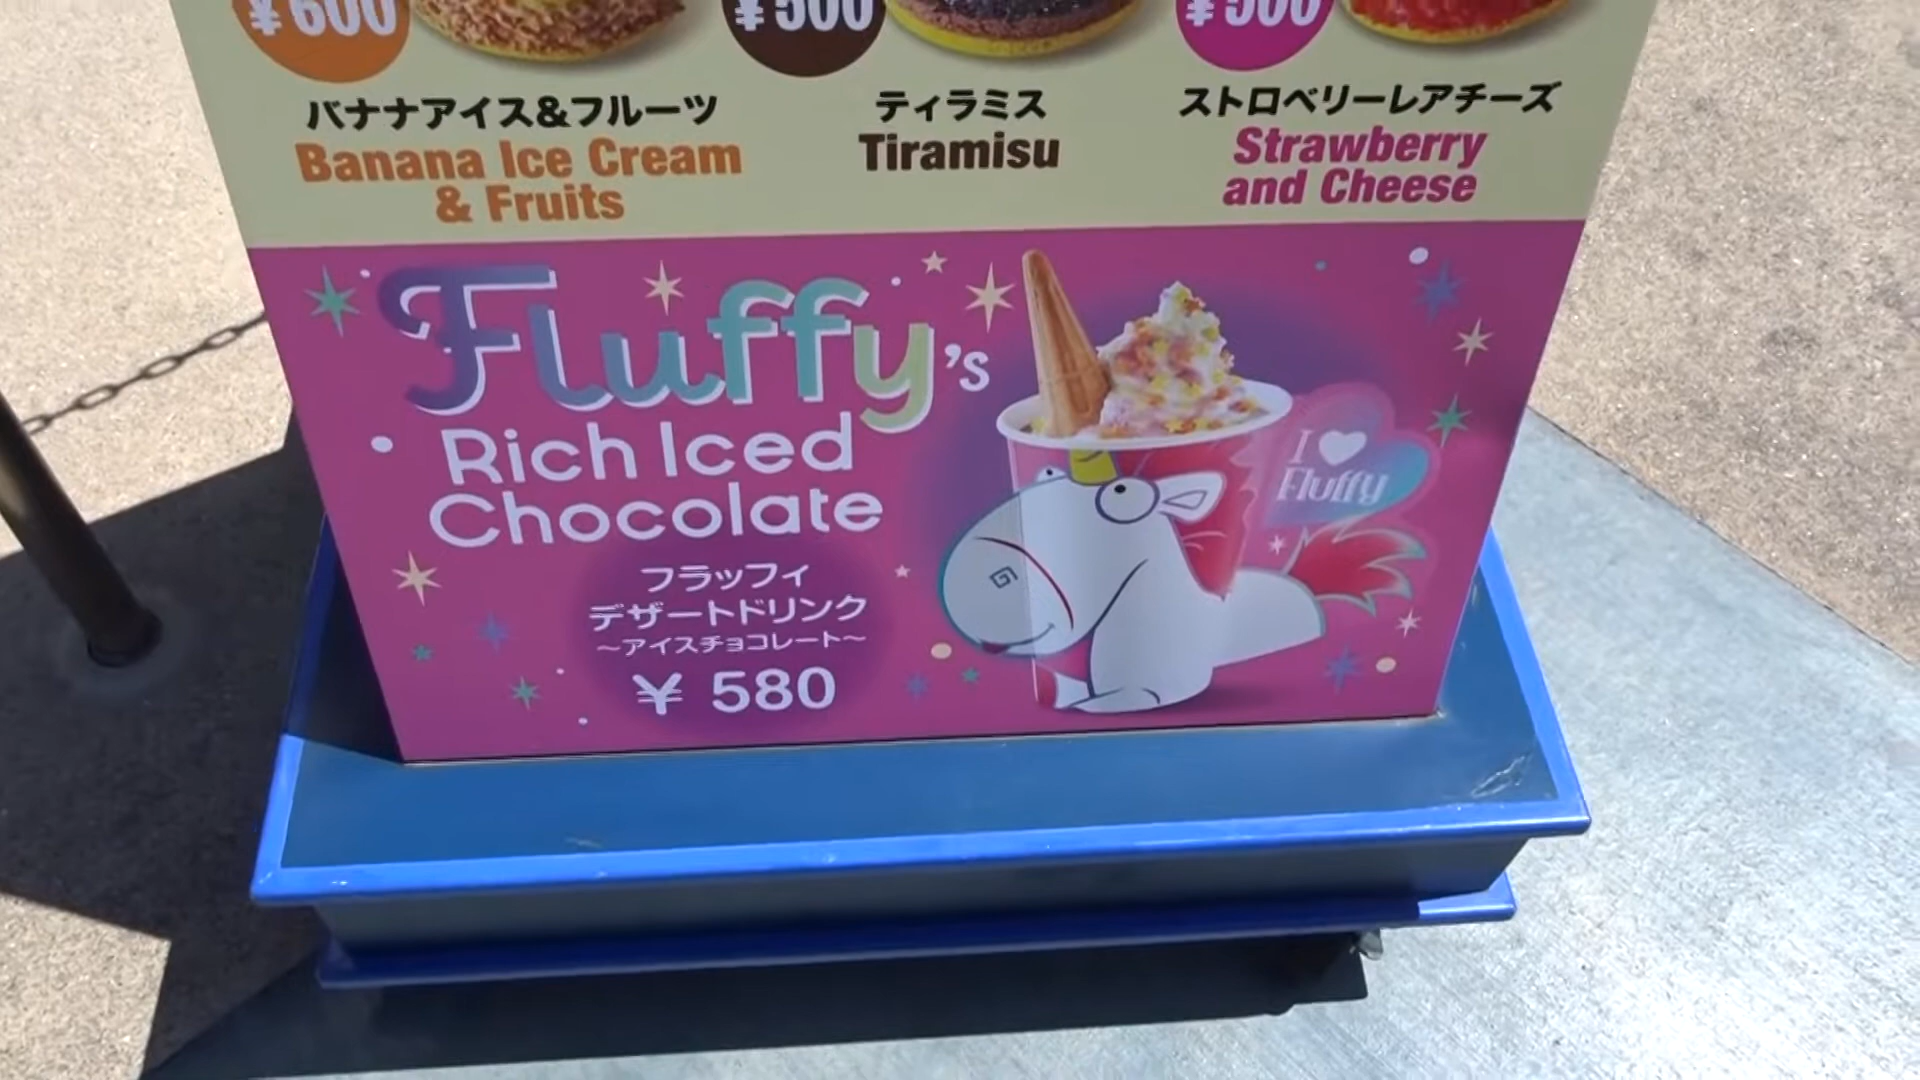 ¥600
¥500
¥500
バナナアイス&フルーツ
Banana Ice Cream
& Fruits
ティラミス
Tiramisu
ストロベリーレアチーズ
Strawberry
and Cheese
Fluffy's
Rich Iced
Chocolate
フラッフィ
デザートドリンク
～アイスチョコレート～
¥ 580
I
Fluffy